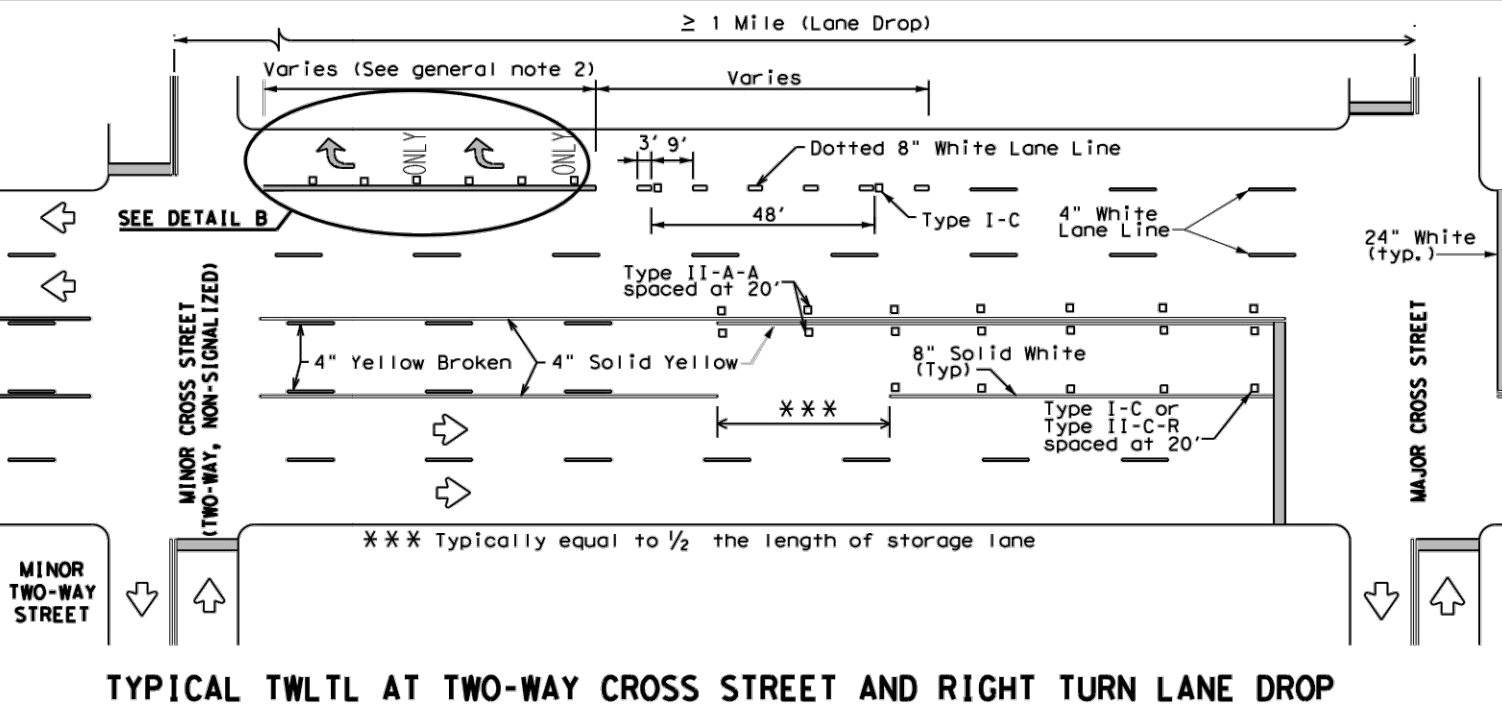 ≥ 1 Mile (Lane Drop)
Varies (See general note 2)
Varies
ONLY
ONLY
3' 9'
Dotted 8" White Lane Line
SEE DETAIL B
48'
Type I-C
4" White
Lane Line
24" White
(typ.)
Type II-A-A
spaced at 20'
4" Yellow Broken
4" Solid Yellow
8" Solid White
(Typ)
***
Type I-C or
Type II-C-R
spaced at 20'
MINOR CROSS STREET
(TWO-WAY, NON-SIGNALIZED)
MAJOR CROSS STREET
*** Typically equal to ½ the length of storage lane
MINOR
TWO-WAY
STREET
TYPICAL TWLTL AT TWO-WAY CROSS STREET AND RIGHT TURN LANE DROP